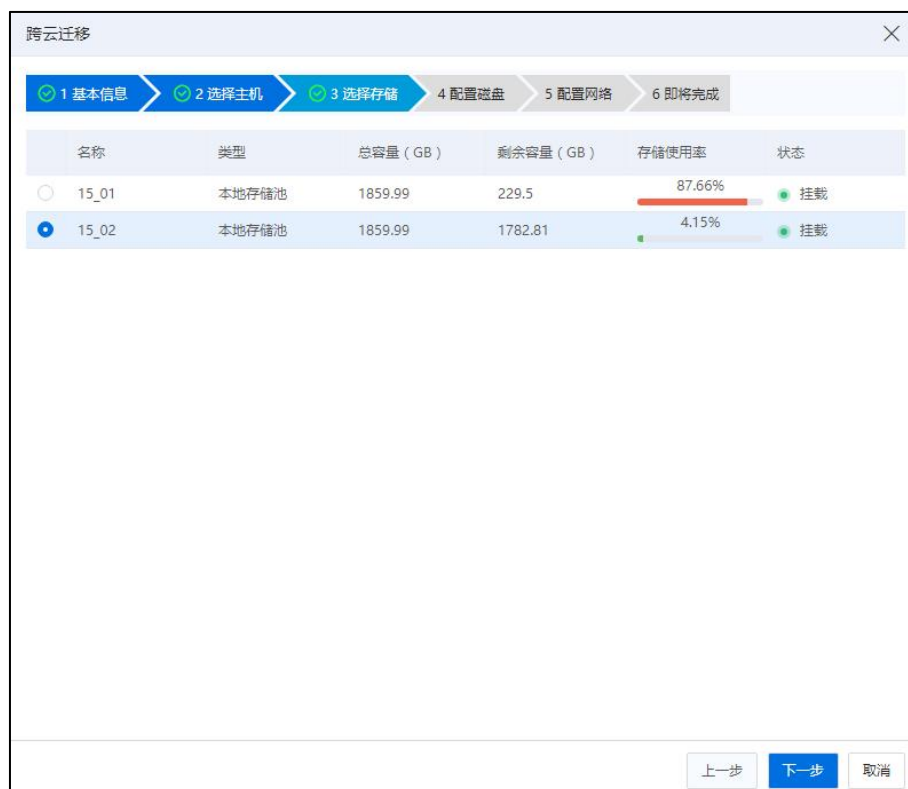 跨云迁移
1 基本信息 2 选择主机 3 选择存储 4 配置磁盘 5 配置网络 6 即将完成
名称 类型 总容量（GB） 剩余容量（GB） 存储使用率 状态
15_01 本地存储池 1859.99 229.5 87.66% 挂载
15_02 本地存储池 1859.99 1782.81 4.15% 挂载
上一步 下一步 取消